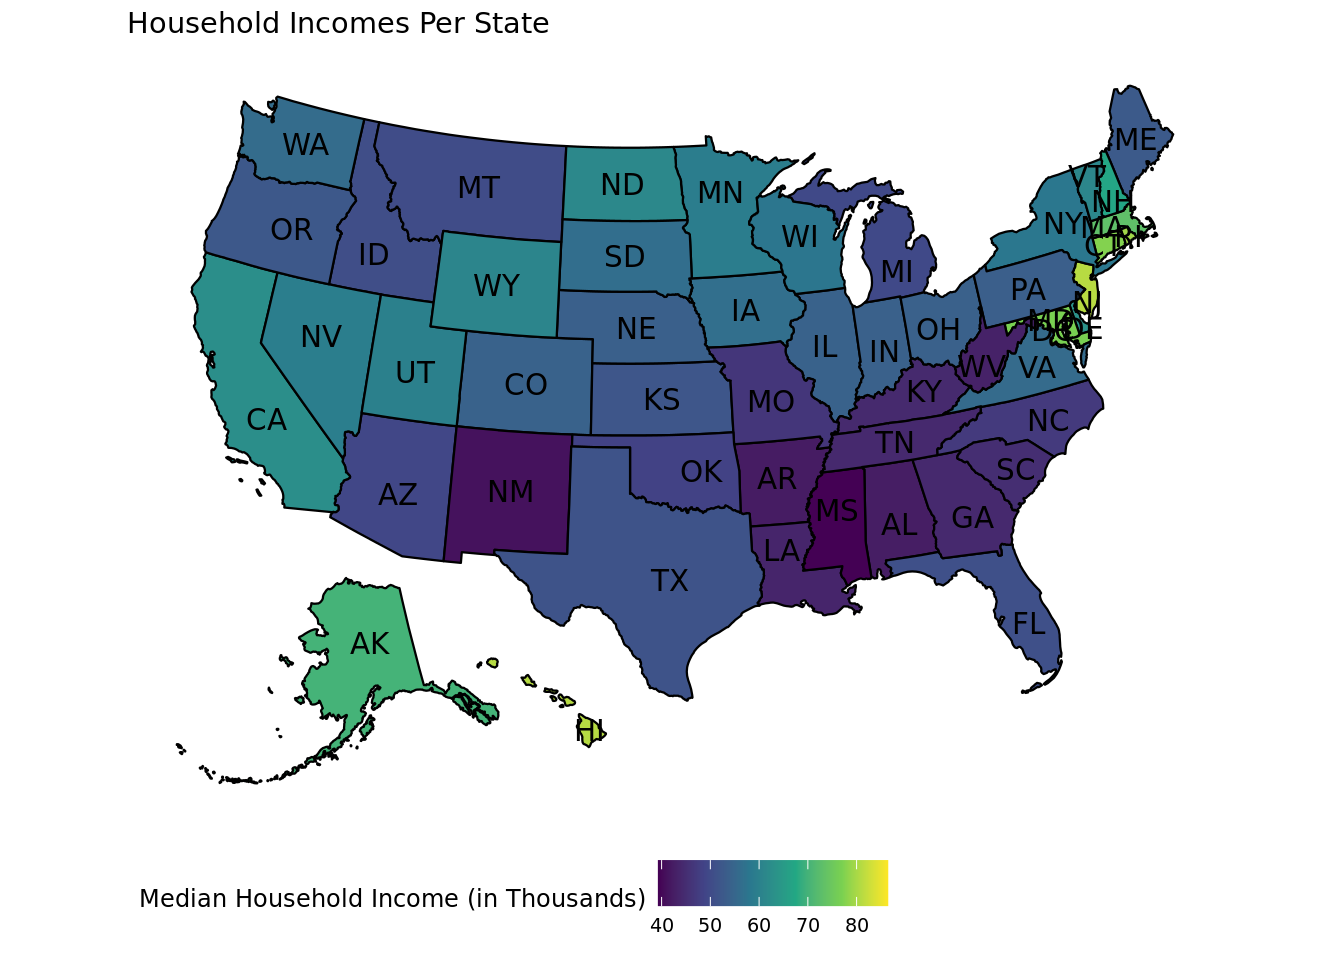 Household Incomes Per State
ME
WA
VT
MT
ND
MN
NH
NY
MA
OR
WI
CT
RI
ID
SD
MI
WY
PA
NJ
IA
NE
MD
NV
OH
DE
IL
IN
WV
VA
UT
CO
KY
KS
MO
CA
NC
TN
OK
SC
AR
AZ
NM
MS
GA
AL
LA
TX
FL
AK
HI
Median Household Income (in Thousands)
40 50 60 70 80